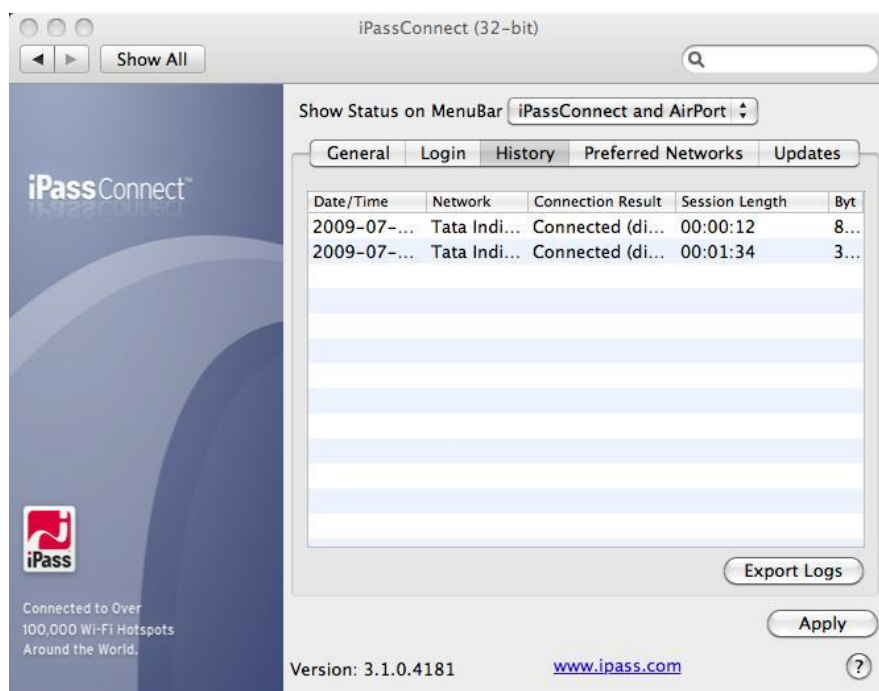 iPassConnect (32-bit)
Show All
Show Status on MenuBar iPassConnect and AirPort
General Login History Preferred Networks Updates
iPassConnect™
Date/Time Network Connection Result Session Length Byt
2009-07-... Tata Indi... Connected (di... 00:00:12 8...
2009-07-... Tata Indi... Connected (di... 00:01:34 3...
Export Logs
iPass
Connected to Over
100,000 Wi-Fi Hotspots
Around the World.
Apply
Version: 3.1.0.4181 www.ipass.com ?